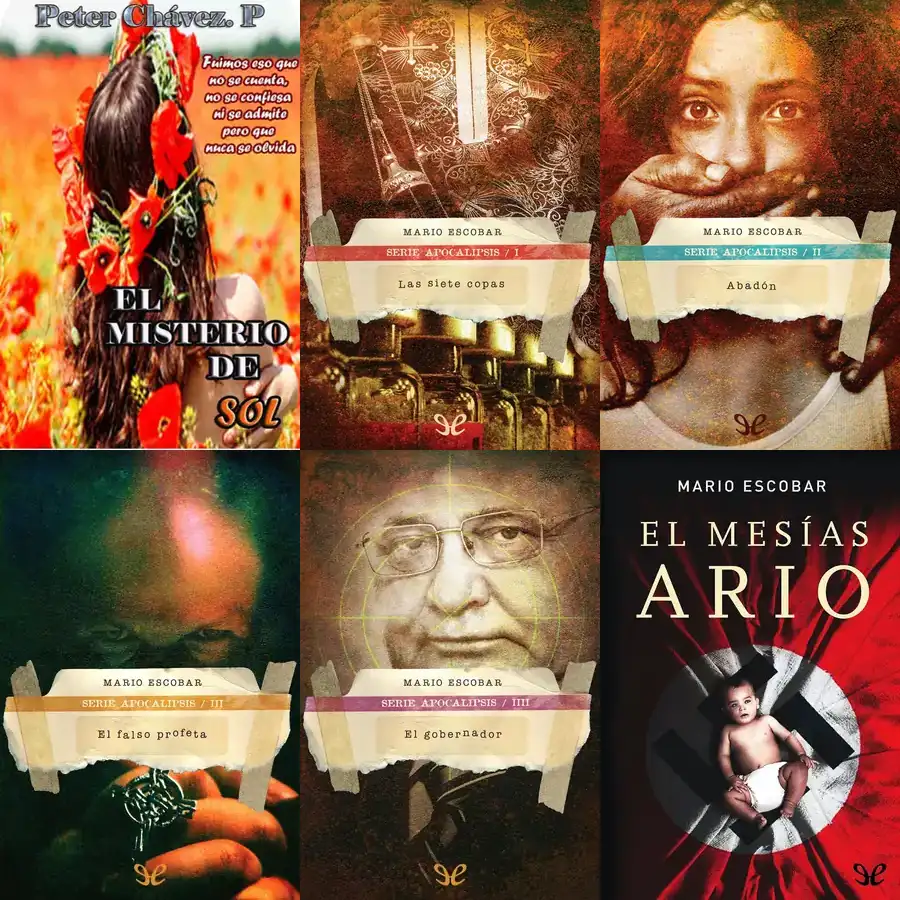 Peter Chávez. P
Fuimos eso que
no se cuenta,
no se confiesa
ni se admite
pero que
nuca se olvida
EL
MISTERIO
DE
SOL
MARIO ESCOBAR
SERIE APOCALIPSIS / I
Las siete copas
MARIO ESCOBAR
SERIE APOCALIPSIS / II
Abadón
MARIO ESCOBAR
SERIE APOCALIPSIS / III
El falso profeta
MARIO ESCOBAR
SERIE APOCALIPSIS / IIII
El gobernador
MARIO ESCOBAR
EL MESÍAS
ARIO